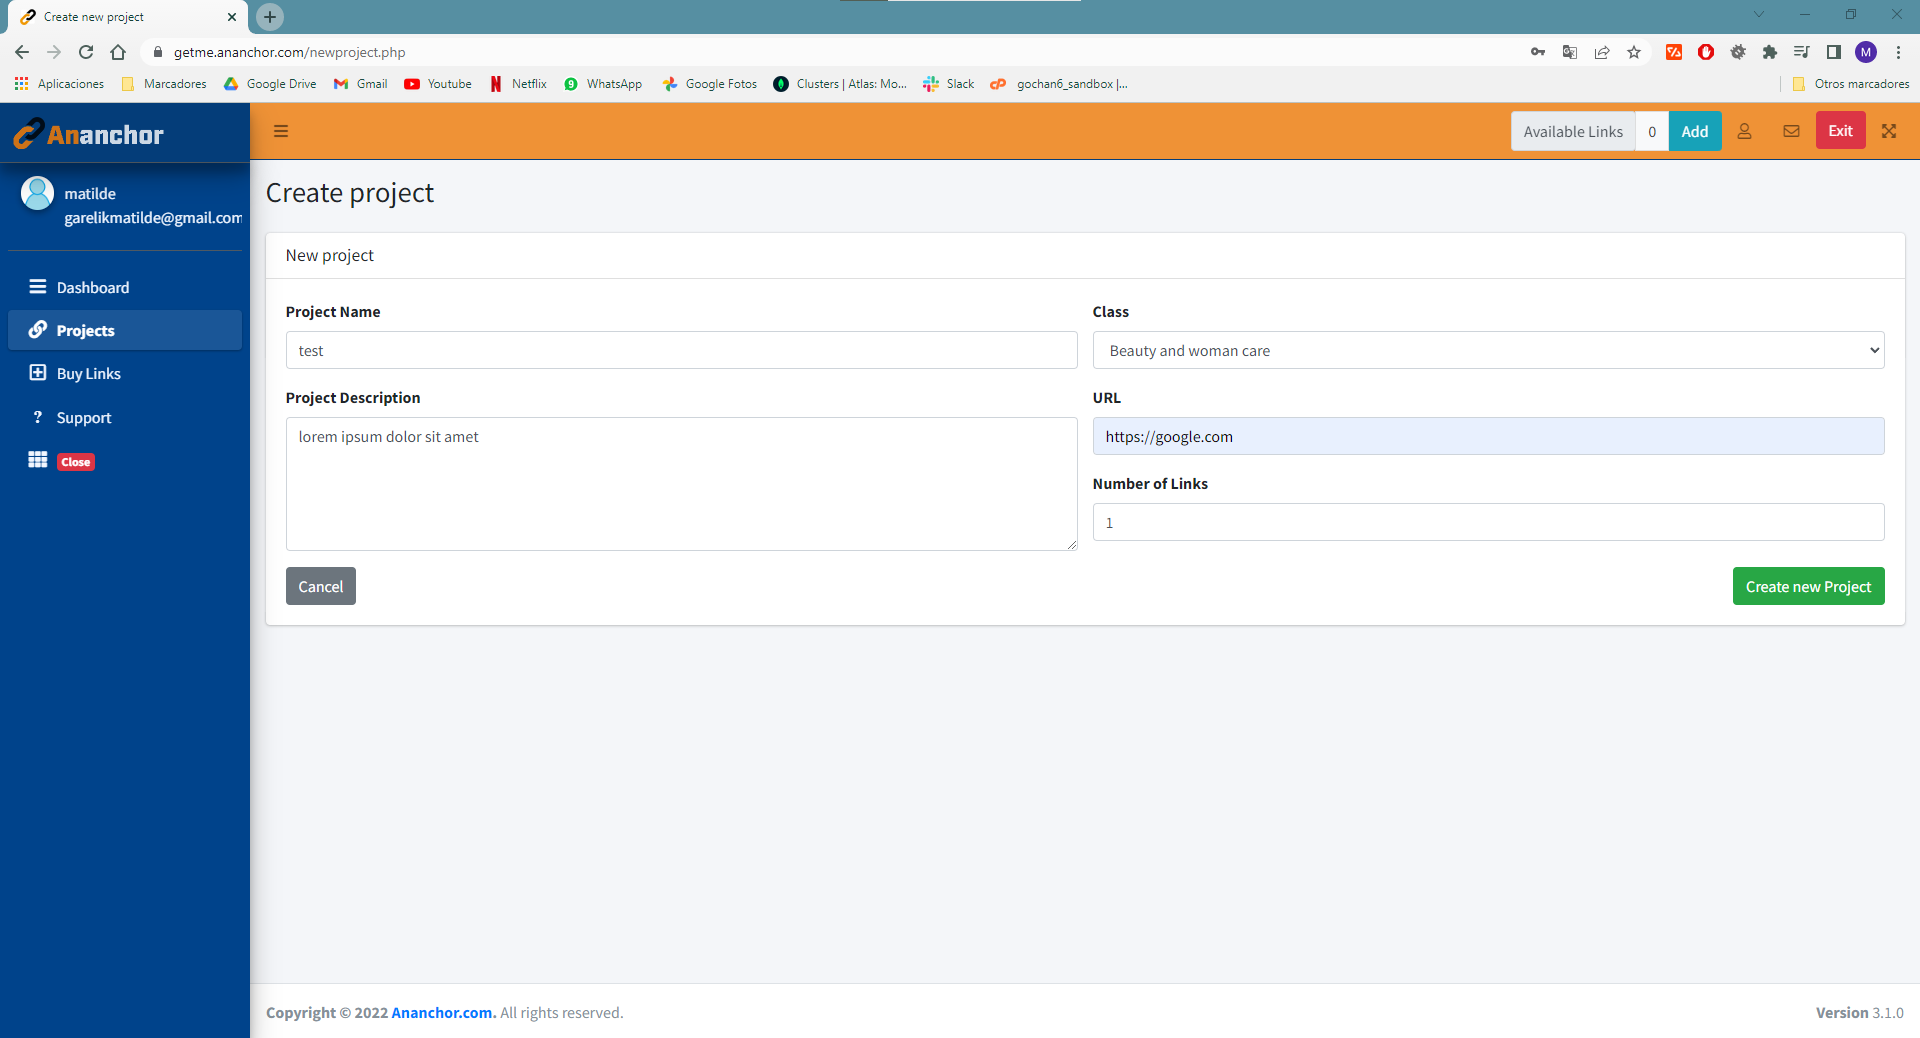 Create new project
getme.ananchor.com/newproject.php
Aplicaciones
Marcadores
Google Drive
Gmail
Youtube
Netflix
WhatsApp
Google Fotos
Clusters | Atlas: Mo...
Slack
gochan6_sandbox |...
Otros marcadores
Ananchor
Available Links
0
Add
Exit
matilde
garelikmatilde@gmail.com
Dashboard
Projects
Buy Links
Support
Close
Create project
New project
Project Name
test
Class
Beauty and woman care
Project Description
lorem ipsum dolor sit amet
URL
https://google.com
Number of Links
1
Cancel
Create new Project
Copyright © 2022 Ananchor.com. All rights reserved.
Version 3.1.0